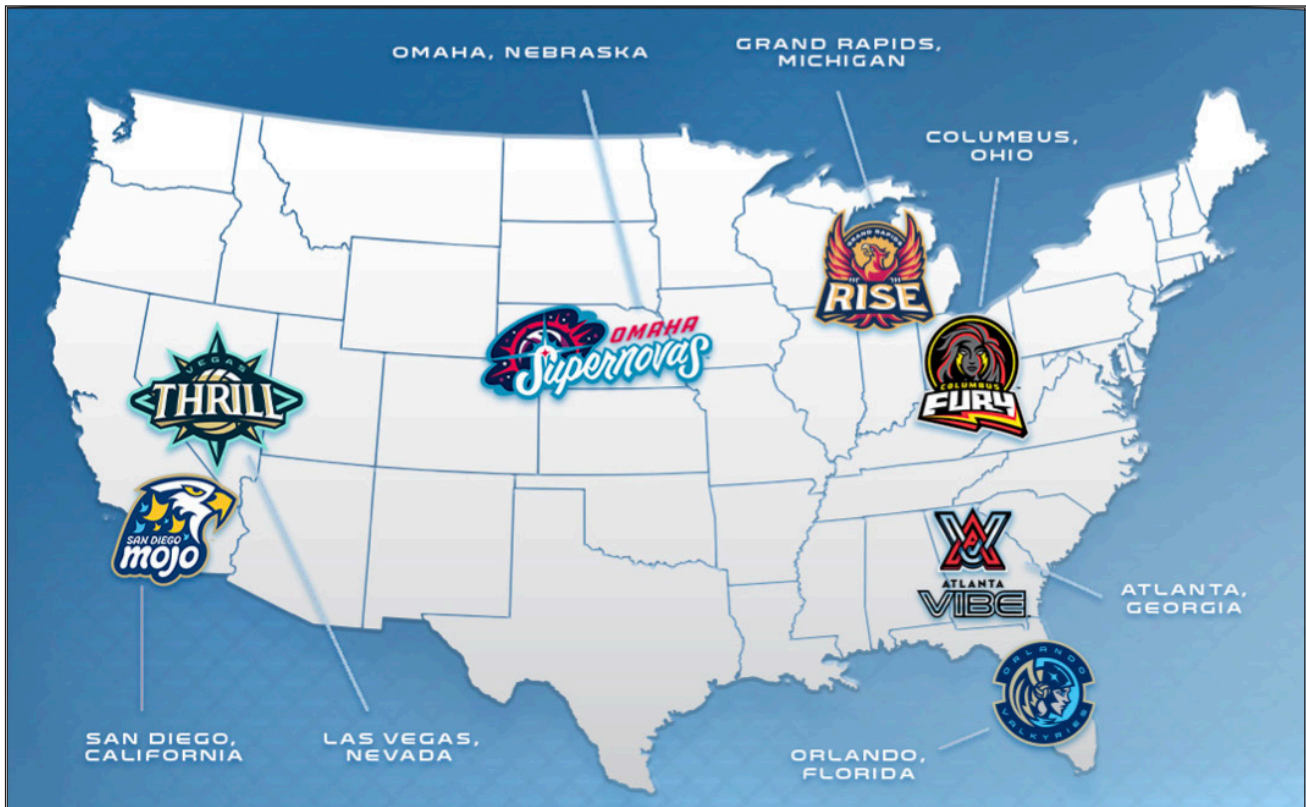 OMAHA, NEBRASKA
GRAND RAPIDS,
MICHIGAN
COLUMBUS,
OHIO
GRAND RAPIDS
RISE
OMAHA
Supernovas
VEGAS
THRILL
COLUMBUS
FURY
SAN DIEGO
mojo
ATLANTA
VIBE
ATLANTA,
GEORGIA
ORLANDO
VALKYRIES
SAN DIEGO,
CALIFORNIA
LAS VEGAS,
NEVADA
ORLANDO,
FLORIDA